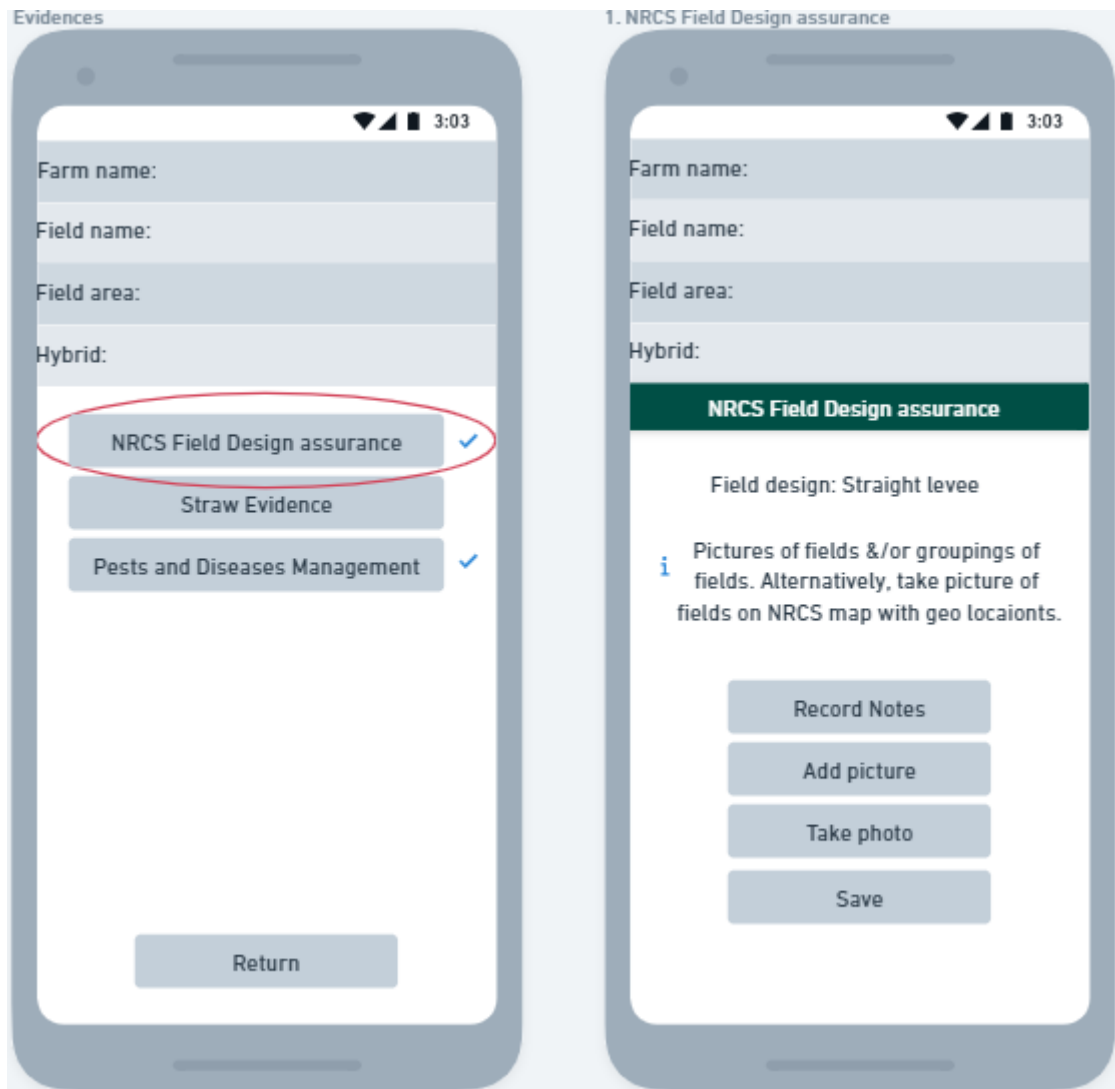 Evidences
3:03
Farm name:
Field name:
Field area:
Hybrid:
NRCS Field Design assurance
Straw Evidence
Pests and Diseases Management
Return
1. NRCS Field Design assurance
3:03
Farm name:
Field name:
Field area:
Hybrid:
NRCS Field Design assurance
Field design: Straight levee
i
Pictures of fields &/or groupings of
fields. Alternatively, take picture of
fields on NRCS map with geo locaionts.
Record Notes
Add picture
Take photo
Save